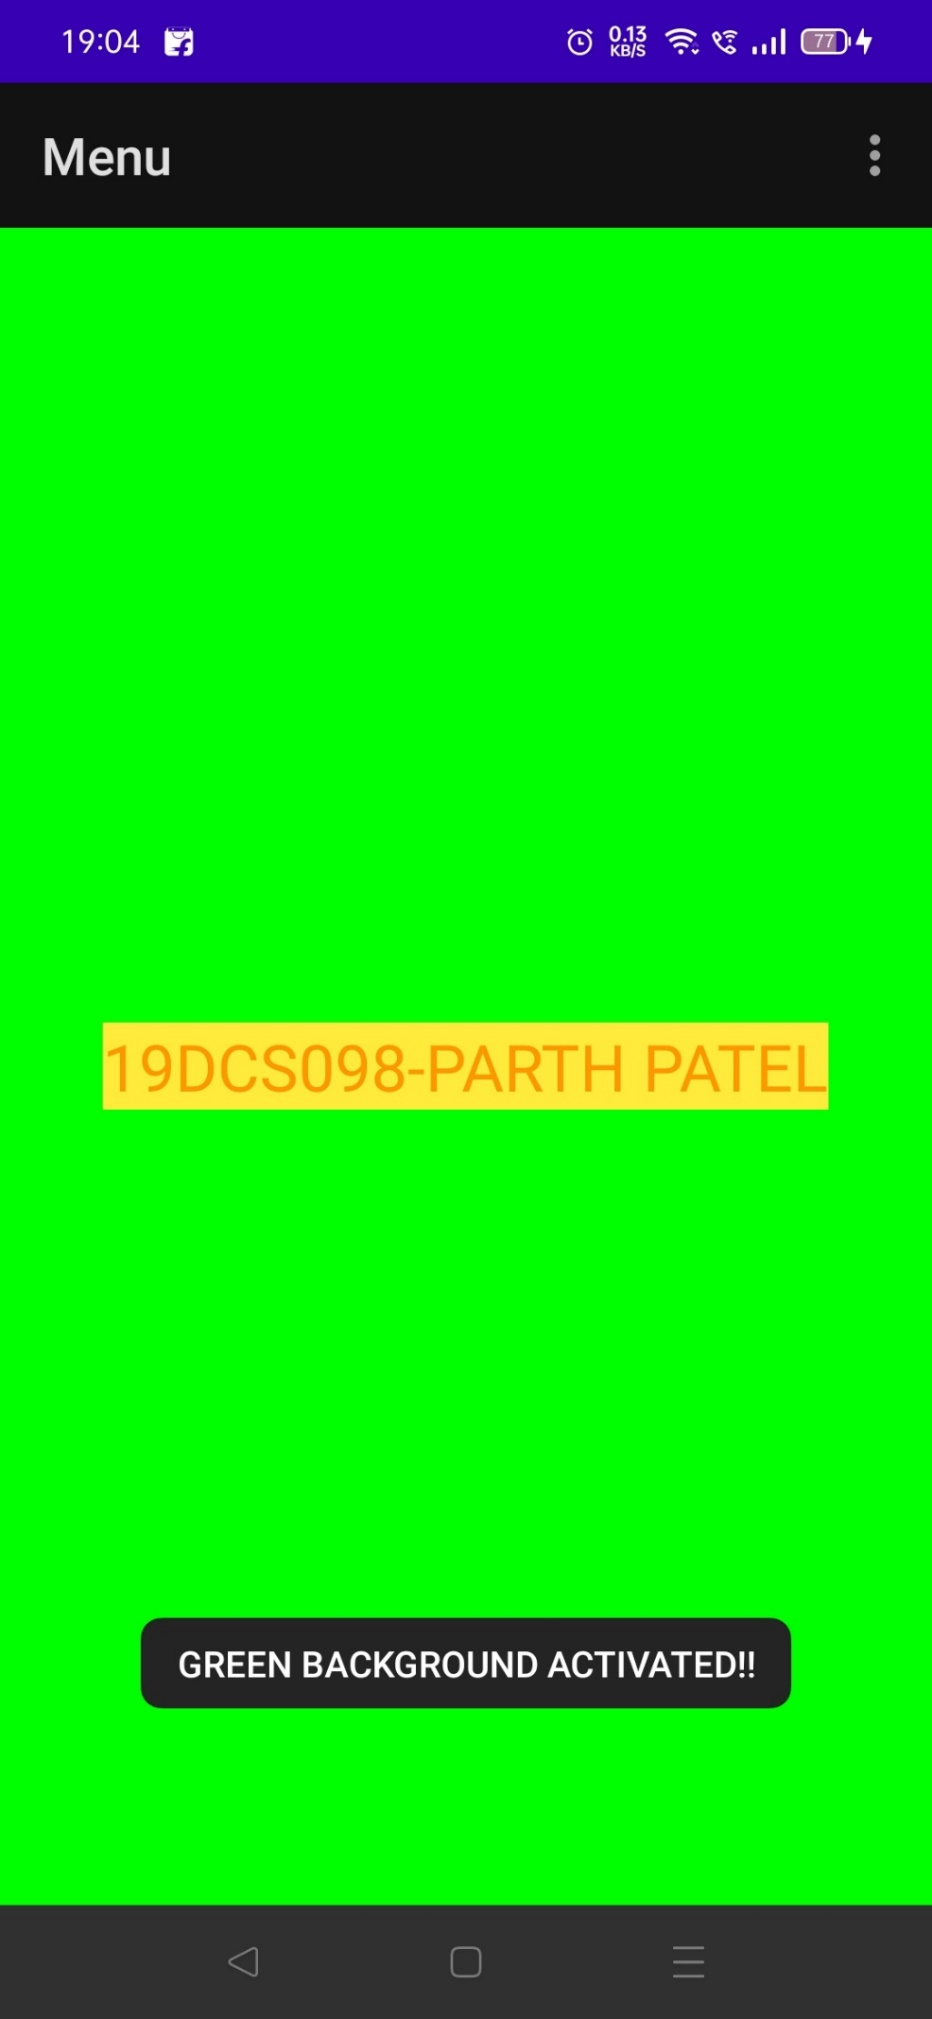 19:04
0.13
KB/S
77
Menu
19DCS098-PARTH PATEL
GREEN BACKGROUND ACTIVATED!!